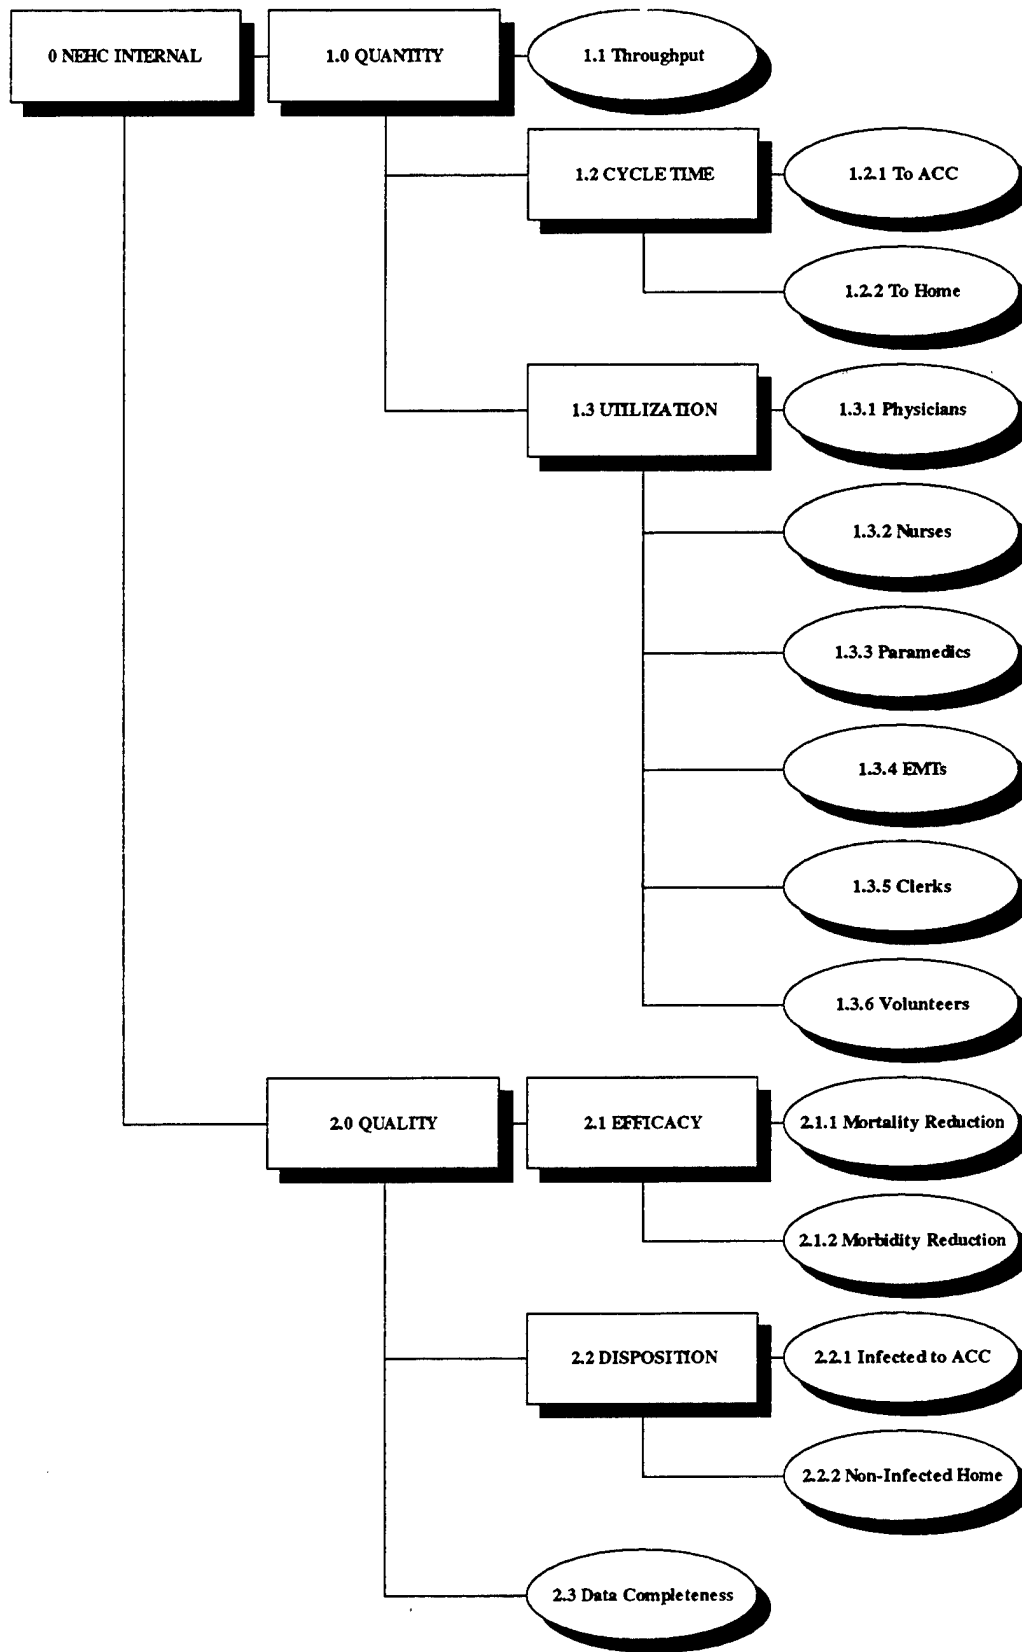 0 NEHC INTERNAL
1.0 QUANTITY
1.1 Throughput
1.2 CYCLE TIME
1.2.1 To ACC
1.2.2 To Home
1.3 UTILIZATION
1.3.1 Physicians
1.3.2 Nurses
1.3.3 Paramedics
1.3.4 EMTs
1.3.5 Clerks
1.3.6 Volunteers
2.0 QUALITY
2.1 EFFICACY
2.1.1 Mortality Reduction
2.1.2 Morbidity Reduction
2.2 DISPOSITION
2.2.1 Infected to ACC
2.2.2 Non-Infected Home
2.3 Data Completeness